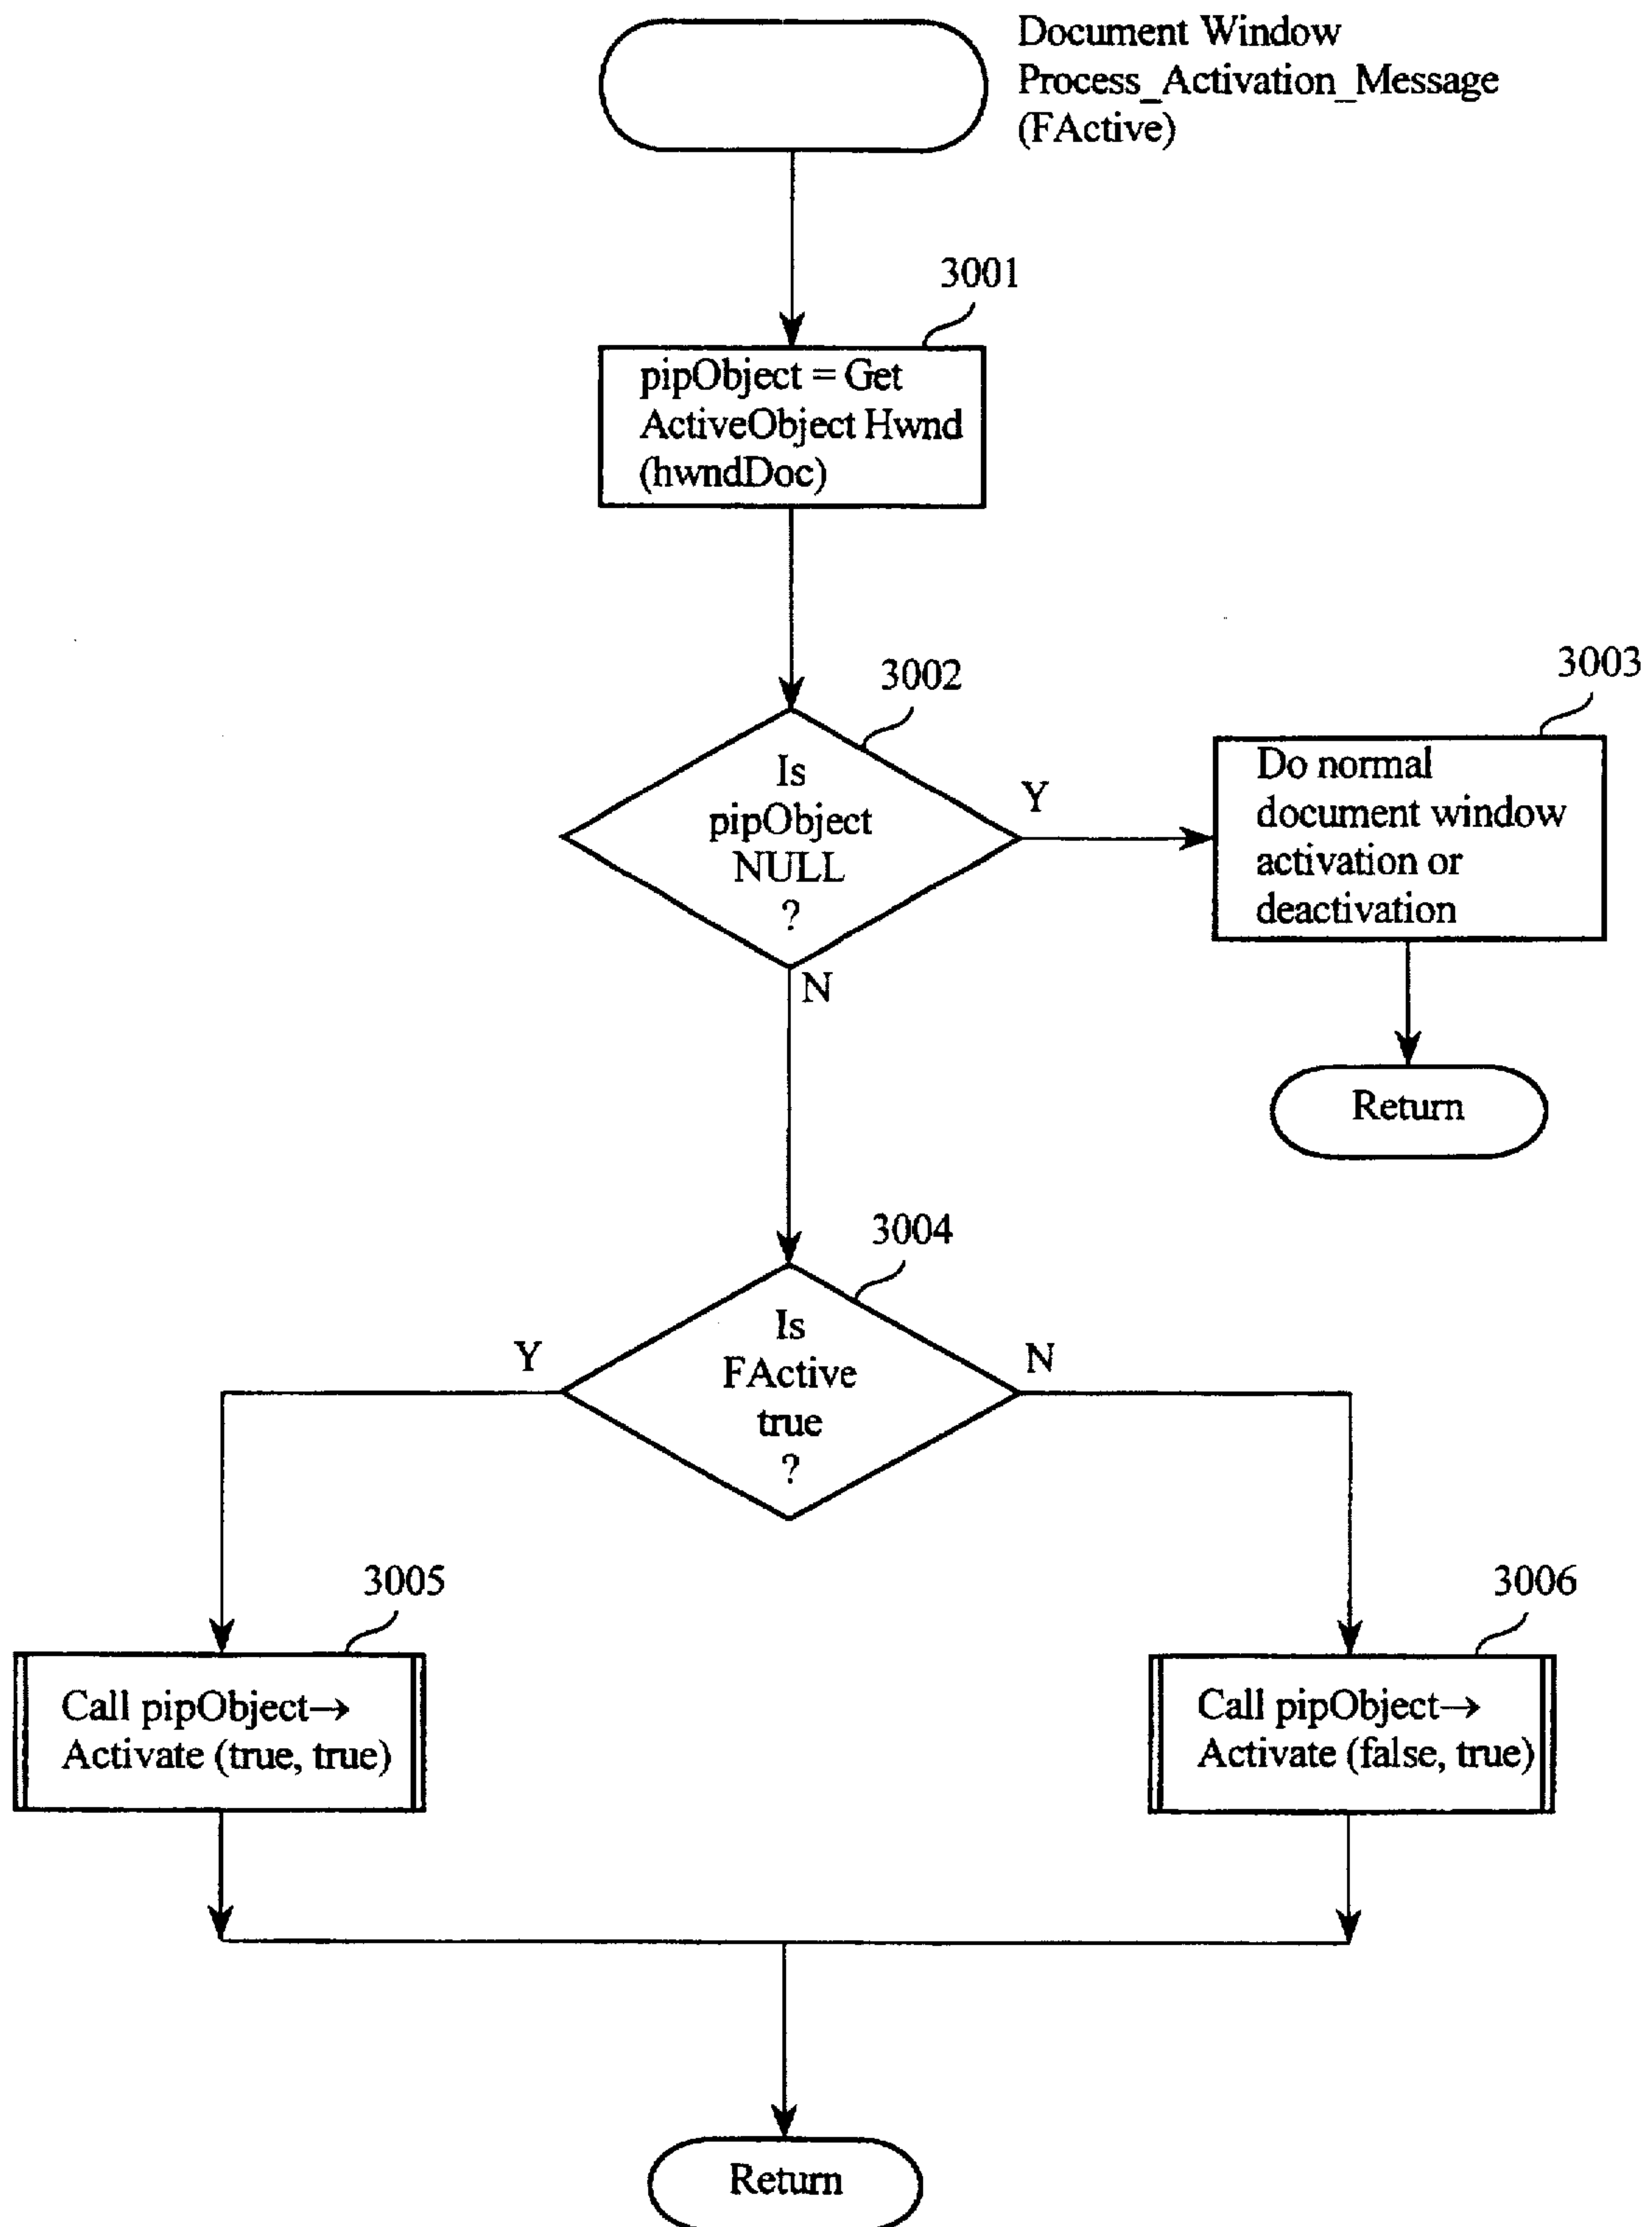 Document Window
Process_Activation_Message
(FActive)
3001
pipObject = Get
ActiveObject Hwnd
(hwndDoc)
3002
Is
pipObject
NULL
?
Y
N
3003
Do normal
document window
activation or
deactivation
Return
3004
Is
FActive
true
?
Y
N
3005
Call pipObject→
Activate (true, true)
3006
Call pipObject→
Activate (false, true)
Return